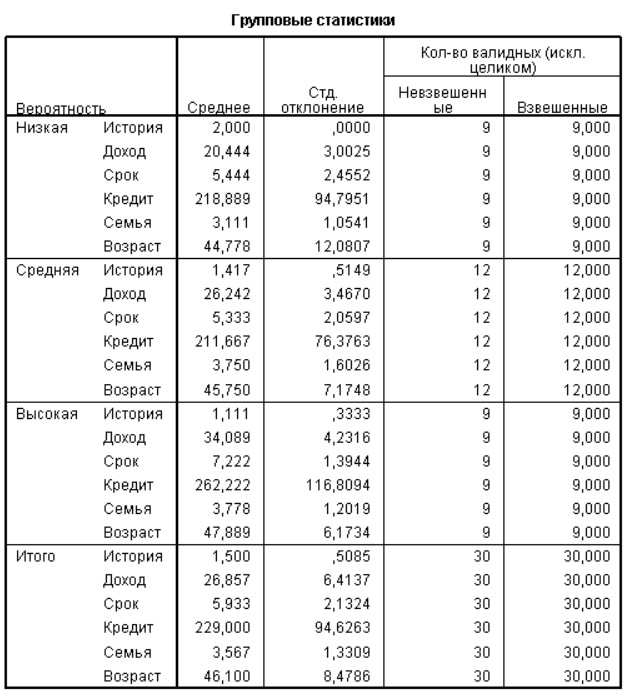 Групповые статистики
Кол-во валидных (искл. целиком)
Вероятность Среднее Стд. отклонение Невзвешенн ые Взвешенные
Низкая История 2,000 ,0000 9 9,000
Доход 20,444 3,0025 9 9,000
Срок 5,444 2,4552 9 9,000
Кредит 218,889 94,7951 9 9,000
Семья 3,111 1,0541 9 9,000
Возраст 44,778 12,0807 9 9,000
Средняя История 1,417 ,5149 12 12,000
Доход 26,242 3,4670 12 12,000
Срок 5,333 2,0597 12 12,000
Кредит 211,667 76,3763 12 12,000
Семья 3,750 1,6026 12 12,000
Возраст 45,750 7,1748 12 12,000
Высокая История 1,111 ,3333 9 9,000
Доход 34,089 4,2316 9 9,000
Срок 7,222 1,3944 9 9,000
Кредит 262,222 116,8094 9 9,000
Семья 3,778 1,2019 9 9,000
Возраст 47,889 6,1734 9 9,000
Итого История 1,500 ,5085 30 30,000
Доход 26,857 6,4137 30 30,000
Срок 5,933 2,1324 30 30,000
Кредит 229,000 94,6263 30 30,000
Семья 3,567 1,3309 30 30,000
Возраст 46,100 8,4786 30 30,000